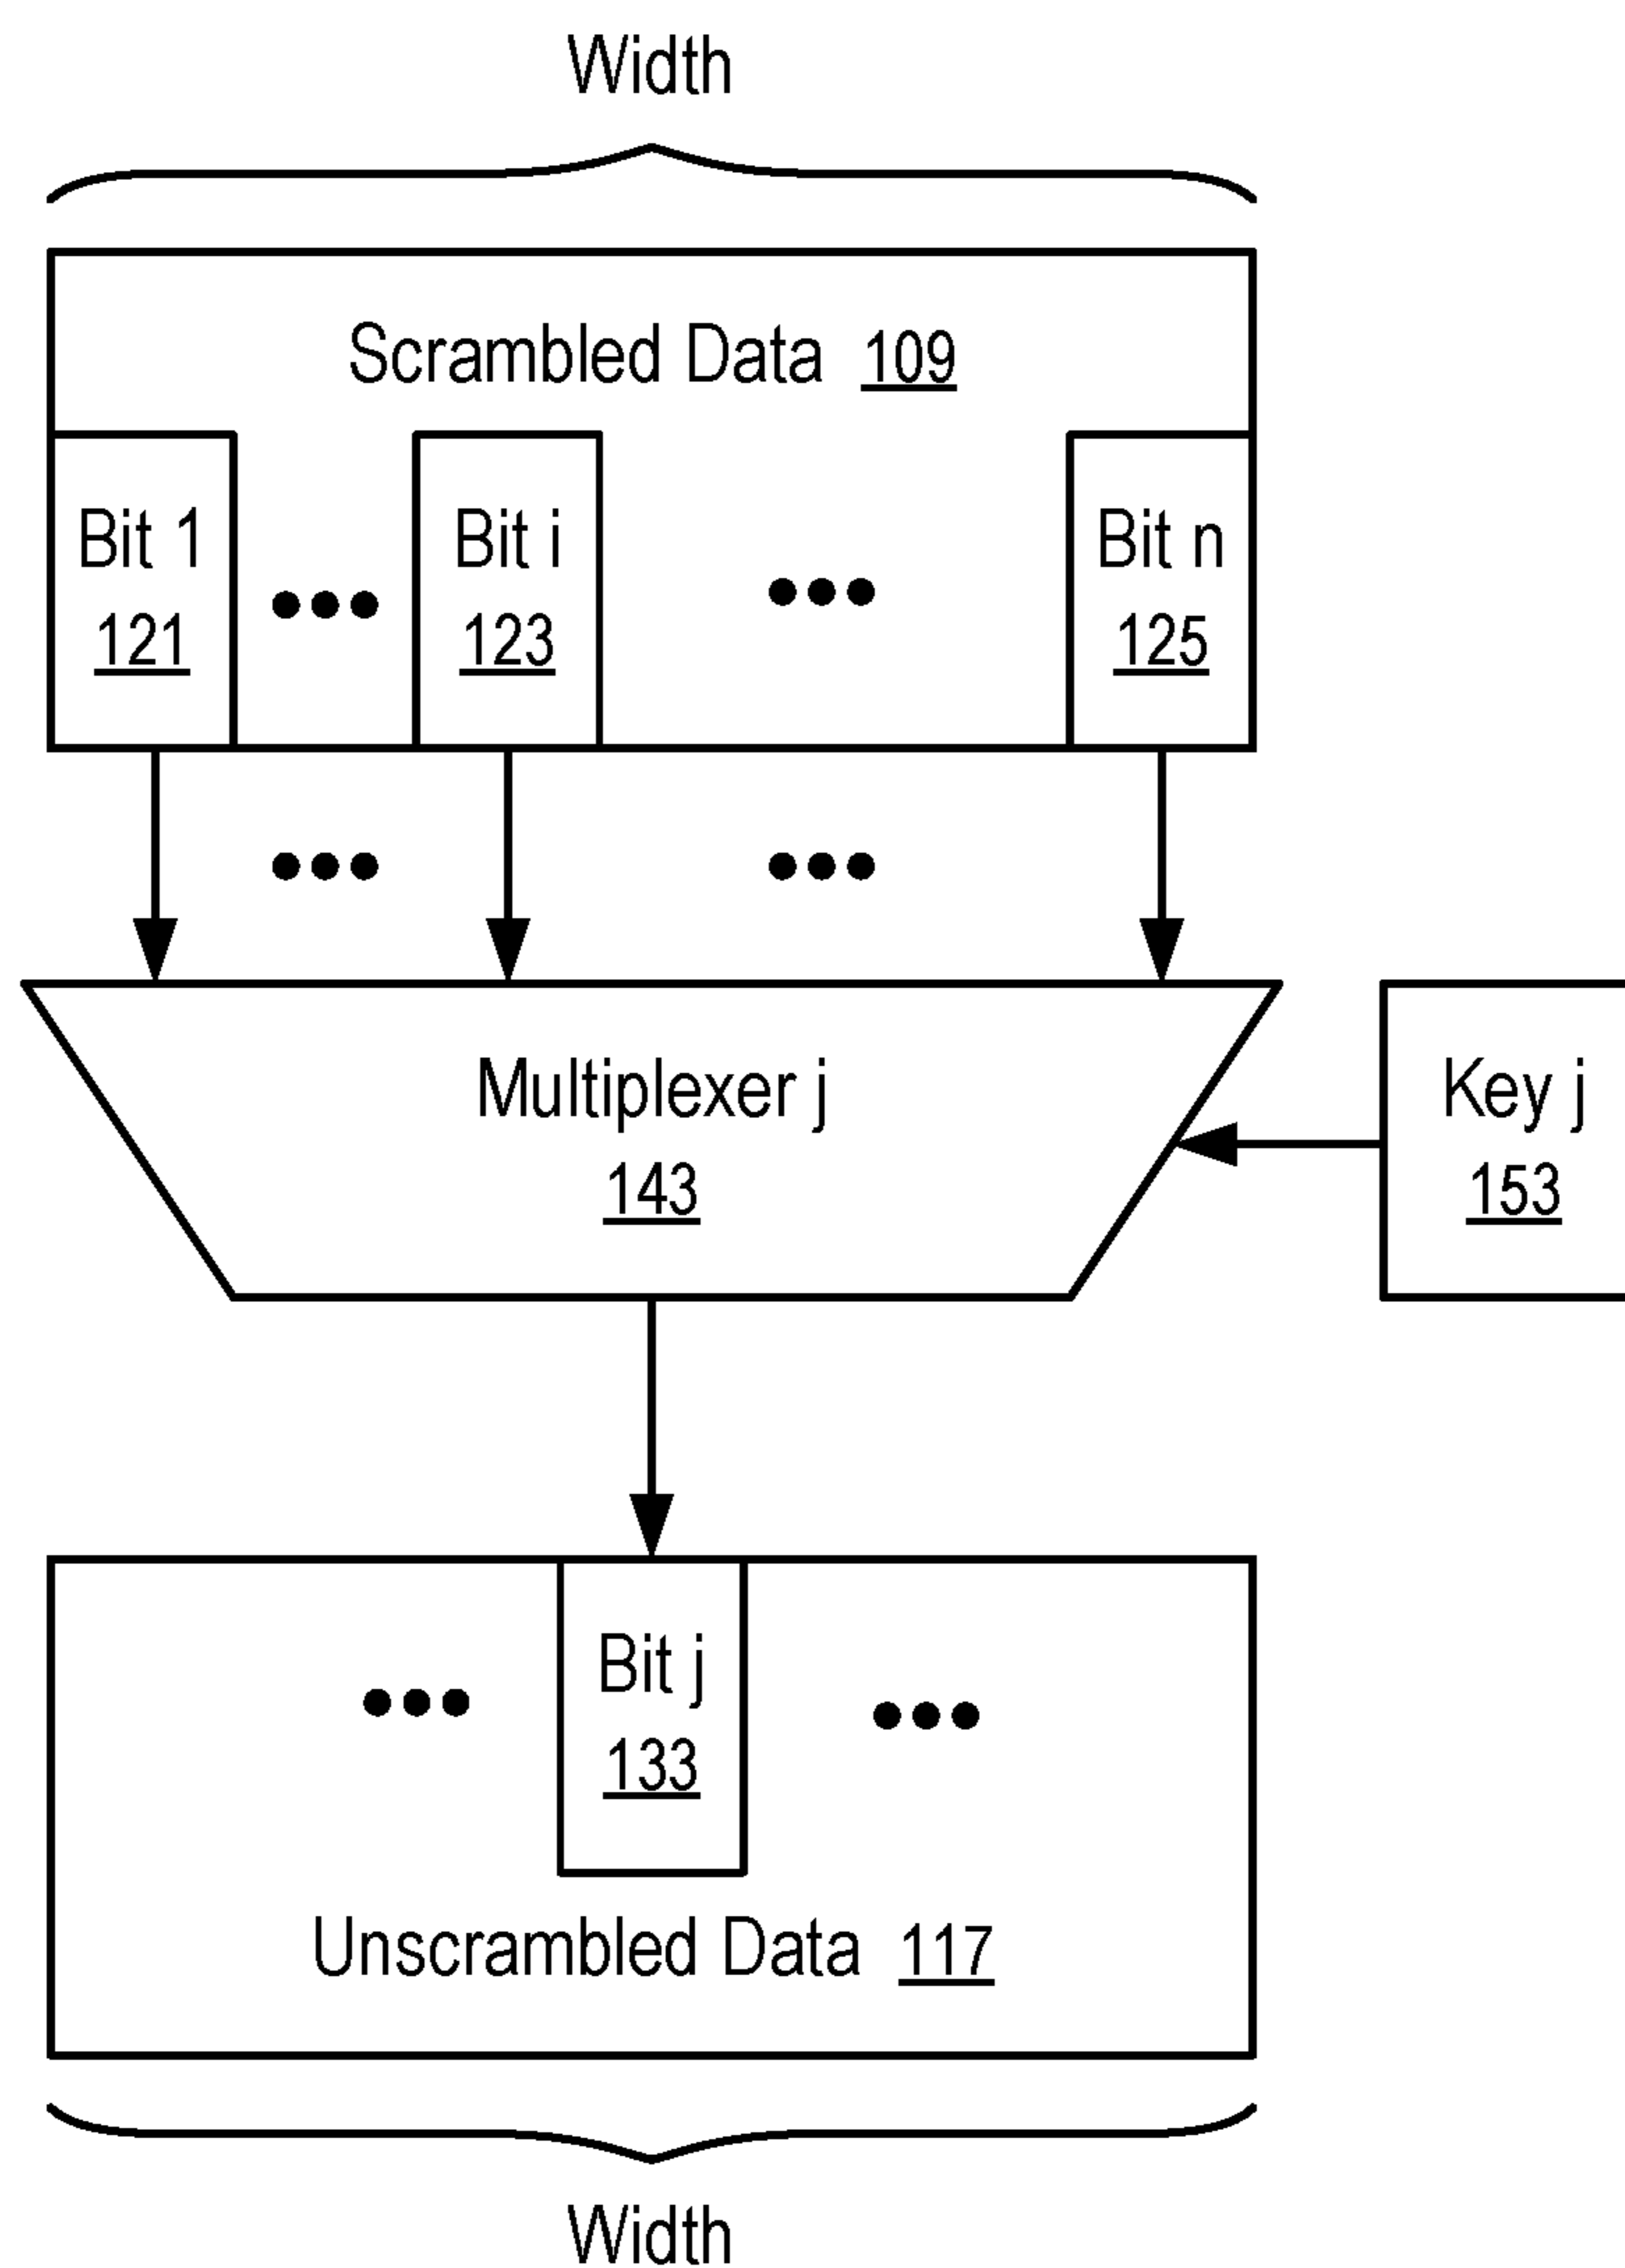 Width
Scrambled Data 109
Bit 1
121
Bit i
123
Bit n
125
Multiplexer j
143
Key j
153
Bit j
133
Unscrambled Data 117
Width